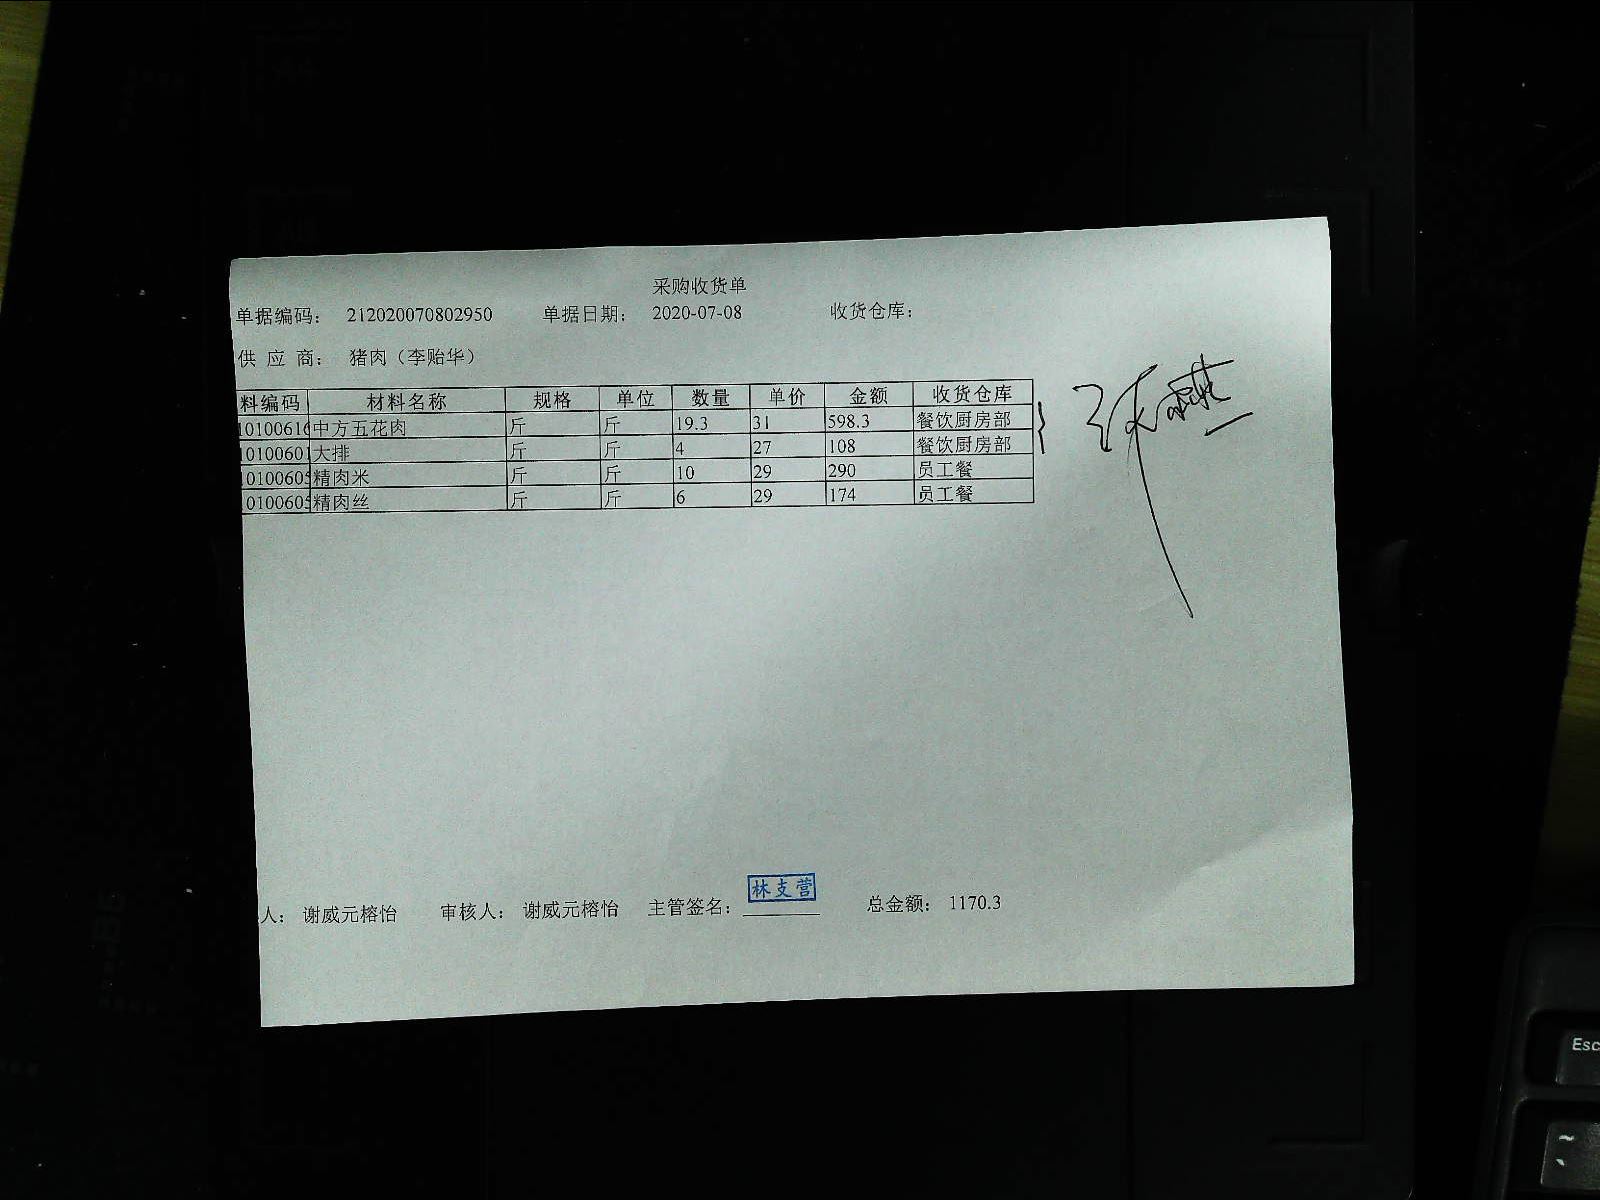 采购收货单
单据编码： 212020070802950 单据日期： 2020-07-08 收货仓库：
供 应 商： 猪肉（李贻华）
料编码 材料名称 规格 单位 数量 单价 金额 收货仓库
中方五花肉 斤 斤 19.3 31 598.3 餐饮厨房部
大排 斤 斤 4 27 108 餐饮厨房部
精肉米 斤 斤 10 29 290 员工餐
精肉丝 斤 斤 6 29 174 员工餐
人： 谢威元榕怡 审核人： 谢威元榕怡 主管签名： 林支营 总金额： 1170.3
Esc
~